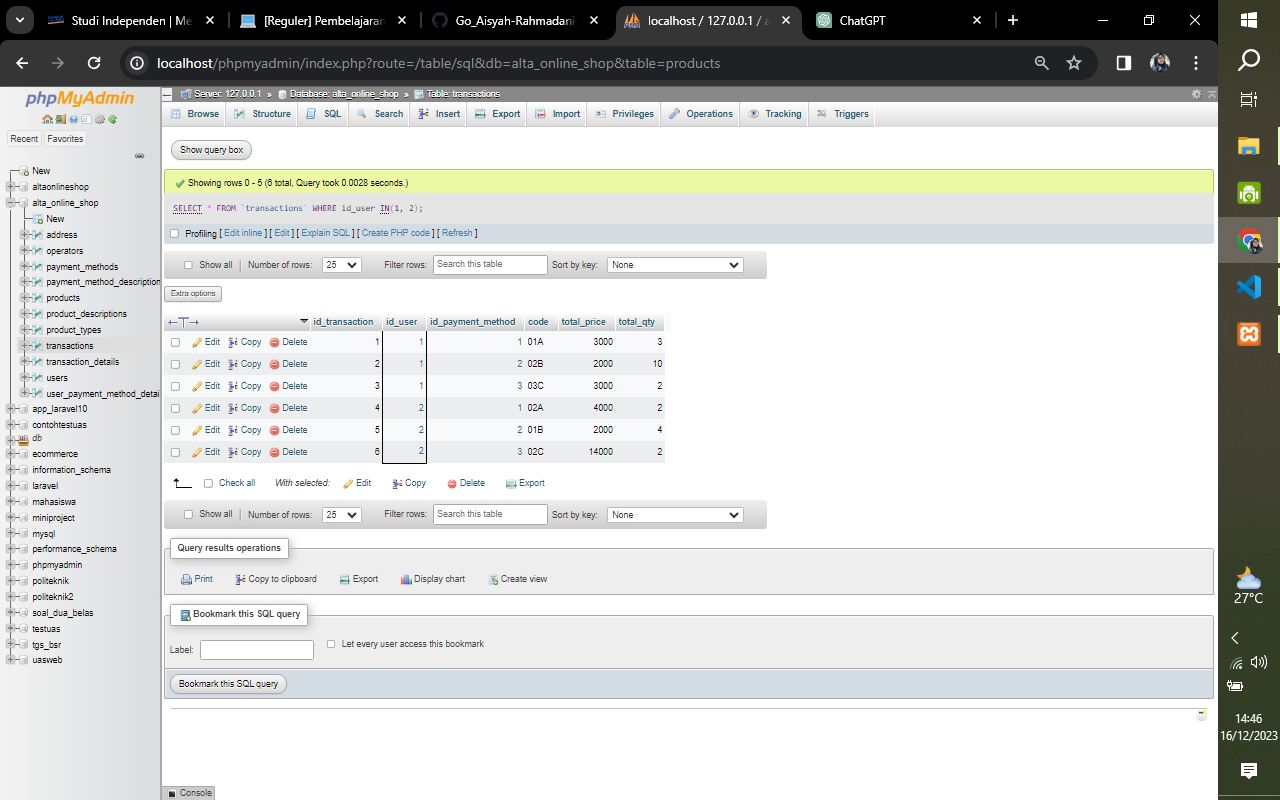 Studi Independen | Me
[Reguler] Pembelajaran
Go_Aisyah-Rahmadani-
localhost / 127.0.0.1 / a
ChatGPT
localhost/phpmyadmin/index.php?route=/table/sql&db=alta_online_shop&table=products
phpMyAdmin
Recent Favorites
New
altaonlineshop
alta_online_shop
New
address
operators
payment_methods
payment_method_description
products
product_descriptions
product_types
transactions
transaction_details
users
user_payment_method_detai
app_laravel10
contohtestuas
db
ecommerce
information_schema
laravel
mahasiswa
miniproject
mysql
performance_schema
phpmyadmin
politeknik
politeknik2
soal_dua_belas
testuas
tgs_bsr
uasweb
Server: 127.0.0.1 » Database: alta_online_shop » Table: transactions
Browse Structure SQL Search Insert Export Import Privileges Operations Tracking Triggers
Show query box
Showing rows 0 - 5 (6 total, Query took 0.0028 seconds.)
SELECT * FROM `transactions` WHERE id_user IN(1, 2);
Profiling [ Edit inline ] [ Edit ] [ Explain SQL ] [ Create PHP code ] [ Refresh ]
Show all Number of rows: 25 Filter rows: Search this table Sort by key: None
Extra options
id_transaction id_user id_payment_method code total_price total_qty
Edit Copy Delete 1 1 1 01A 3000 3
Edit Copy Delete 2 1 2 02B 2000 10
Edit Copy Delete 3 1 3 03C 3000 2
Edit Copy Delete 4 2 1 02A 4000 2
Edit Copy Delete 5 2 2 01B 2000 4
Edit Copy Delete 6 2 3 02C 14000 2
Check all With selected: Edit Copy Delete Export
Show all Number of rows: 25 Filter rows: Search this table Sort by key: None
Query results operations
Print Copy to clipboard Export Display chart Create view
Bookmark this SQL query
Label: Let every user access this bookmark
Bookmark this SQL query
Console
27°C
14:46
16/12/2023